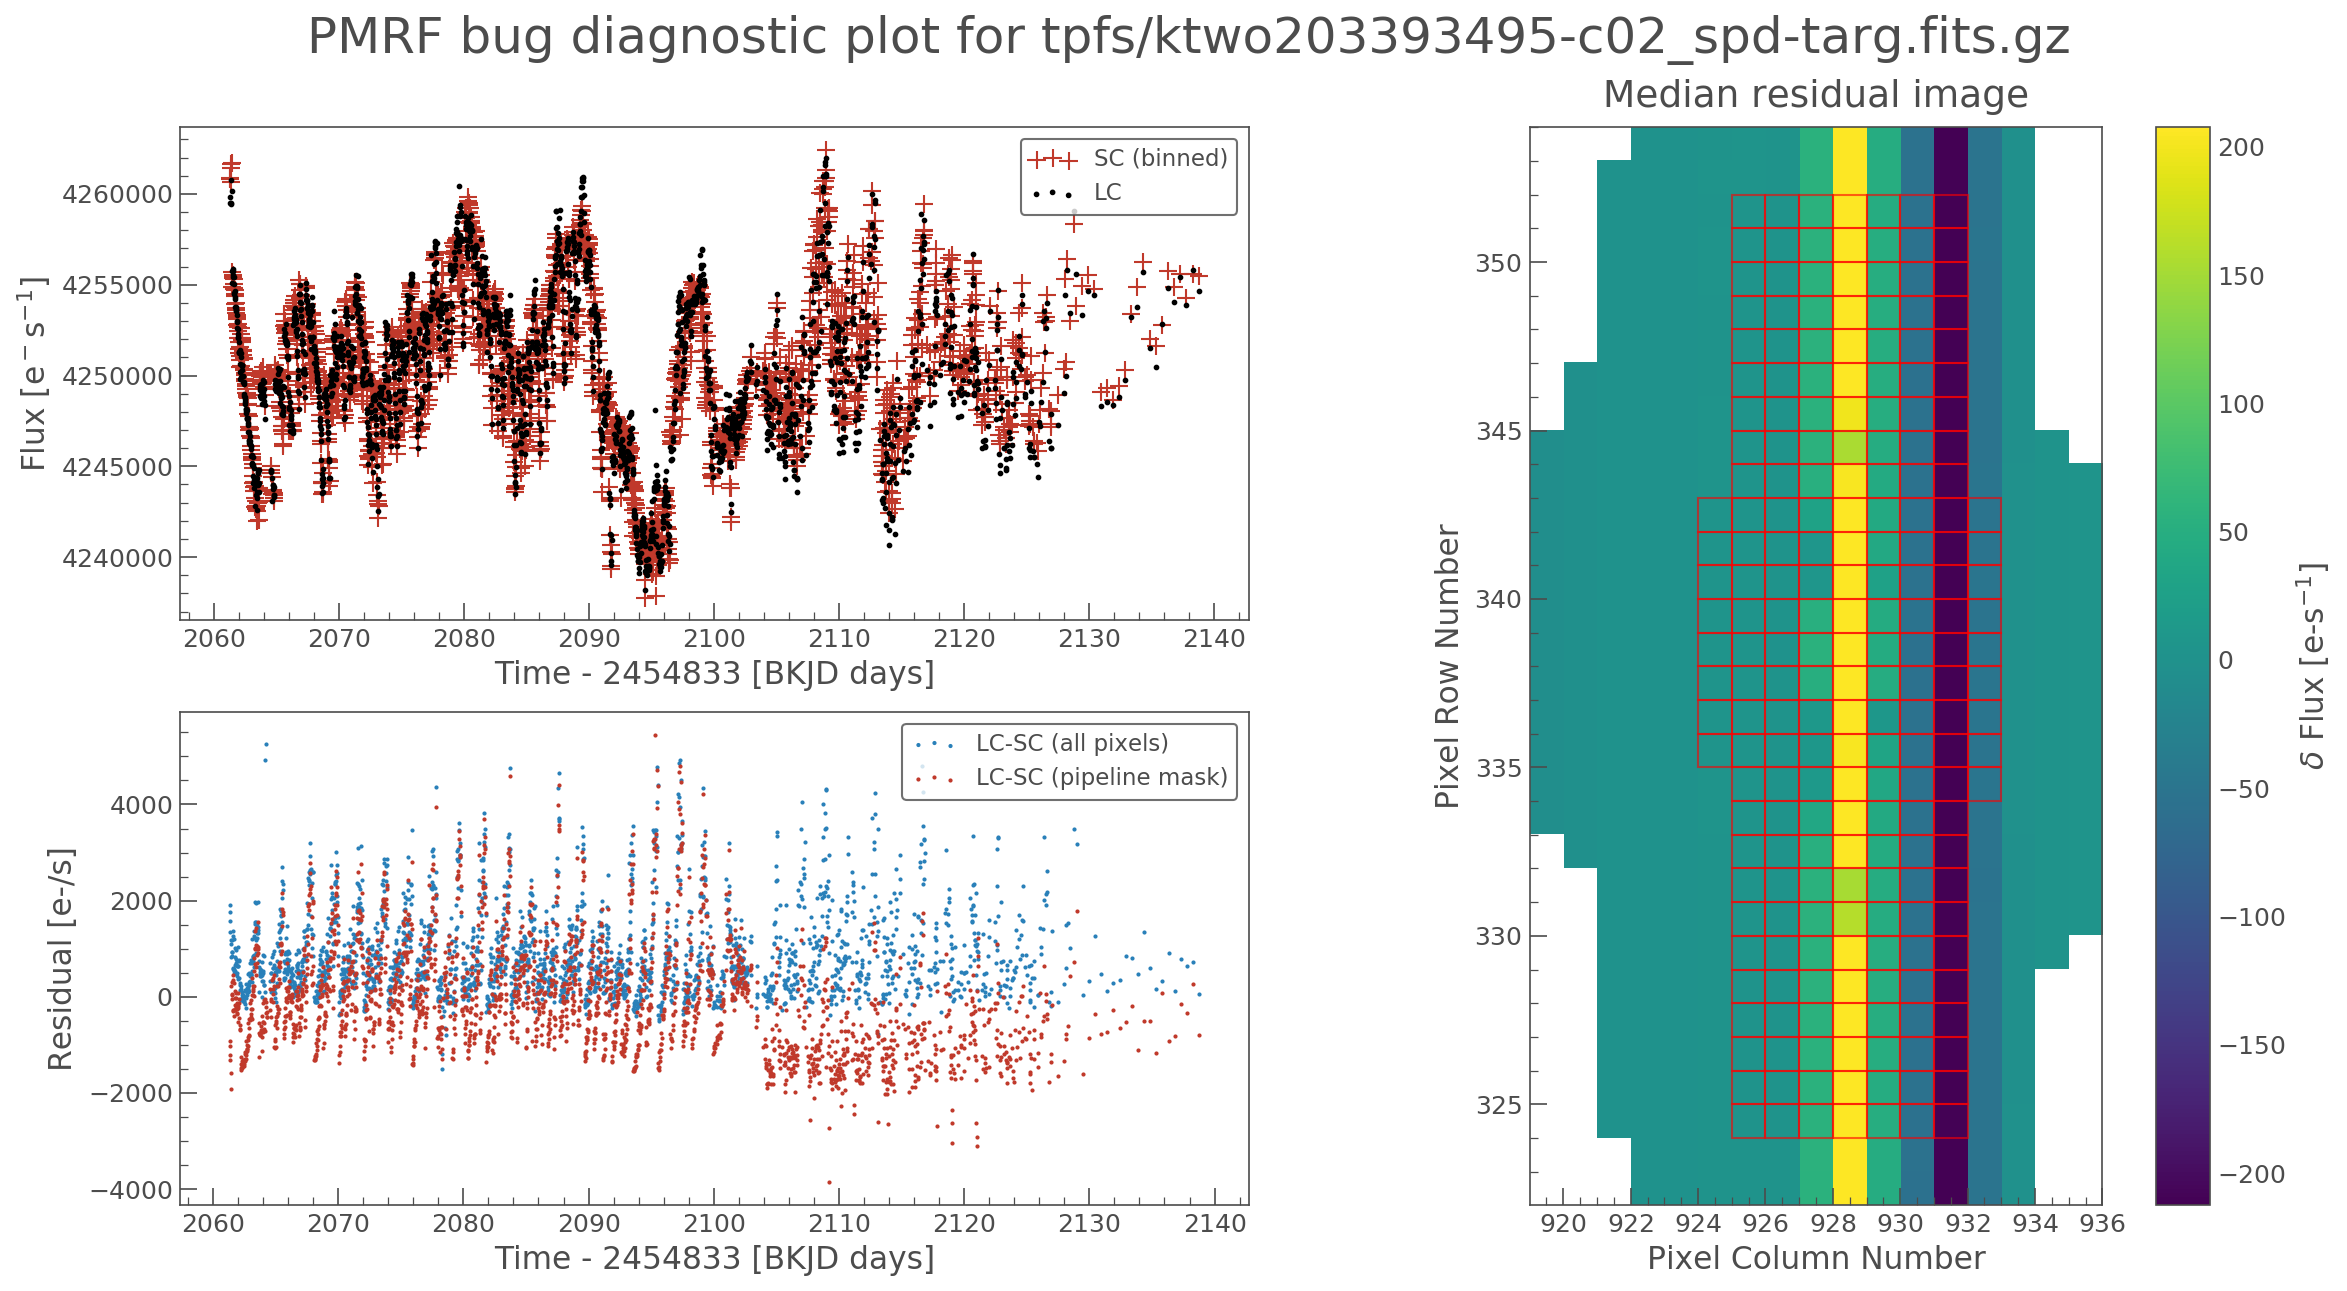 PMRF bug diagnostic plot for tpfs/ktwo203393495-c02_spd-targ.fits.gz
SC (binned)
LC
4260000
4255000
4250000
4245000
4240000
Flux [e⁻ s⁻¹]
2060 2070 2080 2090 2100 2110 2120 2130 2140
Time - 2454833 [BKJD days]
LC-SC (all pixels)
LC-SC (pipeline mask)
4000
2000
0
−2000
−4000
Residual [e-/s]
2060 2070 2080 2090 2100 2110 2120 2130 2140
Time - 2454833 [BKJD days]
Median residual image
350
345
340
335
330
325
Pixel Row Number
920 922 924 926 928 930 932 934 936
Pixel Column Number
200
150
100
50
0
−50
−100
−150
−200
δ Flux [e-s⁻¹]